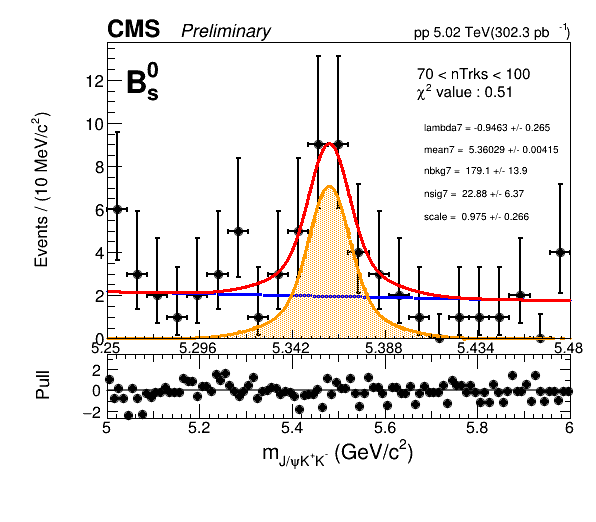 CMS Preliminary pp 5.02 TeV(302.3 pb⁻¹)
B⁰ₛ
70 < nTrks < 100
χ² value : 0.51
lambda7 = -0.9463 +/- 0.265
mean7 = 5.36029 +/- 0.00415
nbkg7 = 179.1 +/- 13.9
nsig7 = 22.88 +/- 6.37
scale = 0.975 +/- 0.266
Events / (10 MeV/c²)
12
10
8
6
4
2
0
5.25 5.296 5.342 5.388 5.434 5.48
Pull
2
0
−2
5 5.2 5.4 5.6 5.8 6
m_{J/ψK⁺K⁻} (GeV/c²)